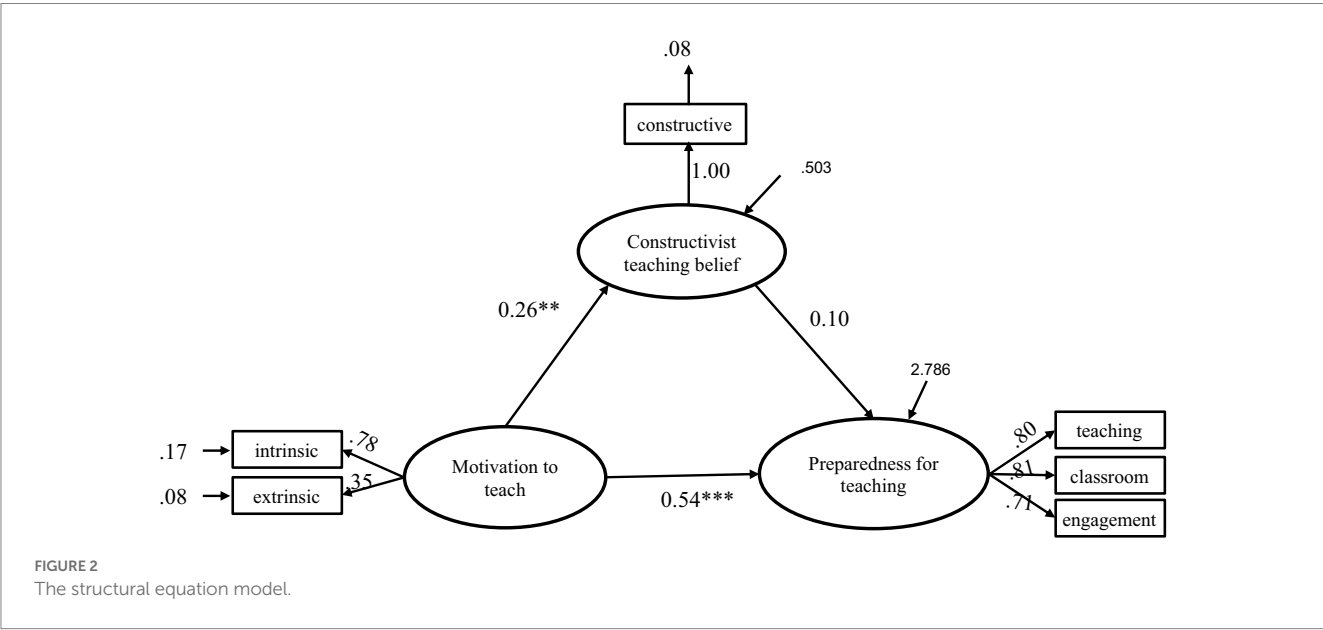 .08
constructive
1.00
.503
Constructivist
teaching belief
0.26**
0.10
2.786
.17
intrinsic
.78
.08
extrinsic
.35
Motivation to
teach
0.54***
Preparedness for
teaching
.80
teaching
.81
classroom
.71
engagement
FIGURE 2
The structural equation model.